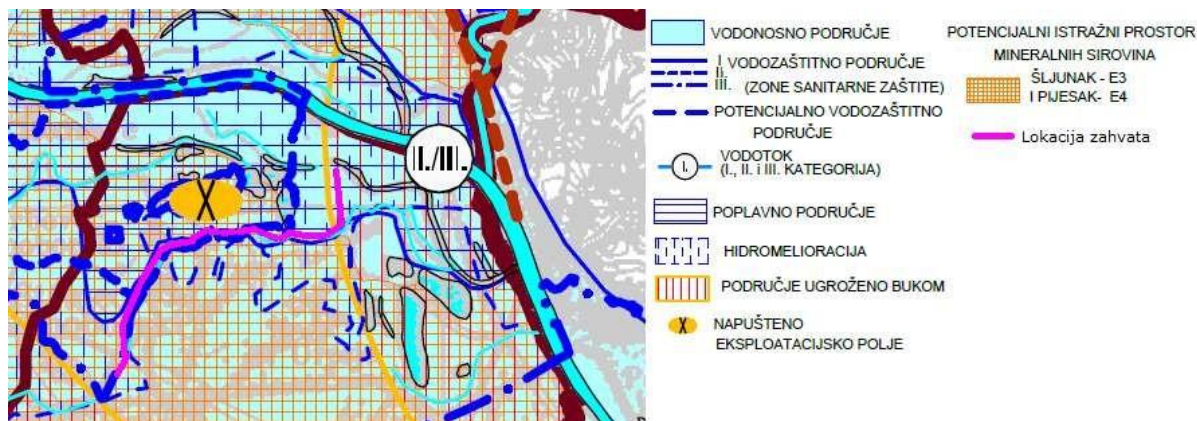 I./II.
X
VODONOSNO PODRUČJE
I VODOZAŠTITNO PODRUČJE
II.
III. (ZONE SANITARNE ZAŠTITE)
POTENCIJALNO VODOZAŠTITNO
PODRUČJE
I. VODOTOK
(I., II. i III. KATEGORIJA)
POPLAVNO PODRUČJE
HIDROMELIORACIJA
PODRUČJE UGROŽENO BUKOM
X NAPUŠTENO
EKSPLOATACIJSKO POLJE
POTENCIJALNI ISTRAŽNI PROSTOR
MINERALNIH SIROVINA
ŠLJUNAK - E3
I PIJESAK- E4
Lokacija zahvata